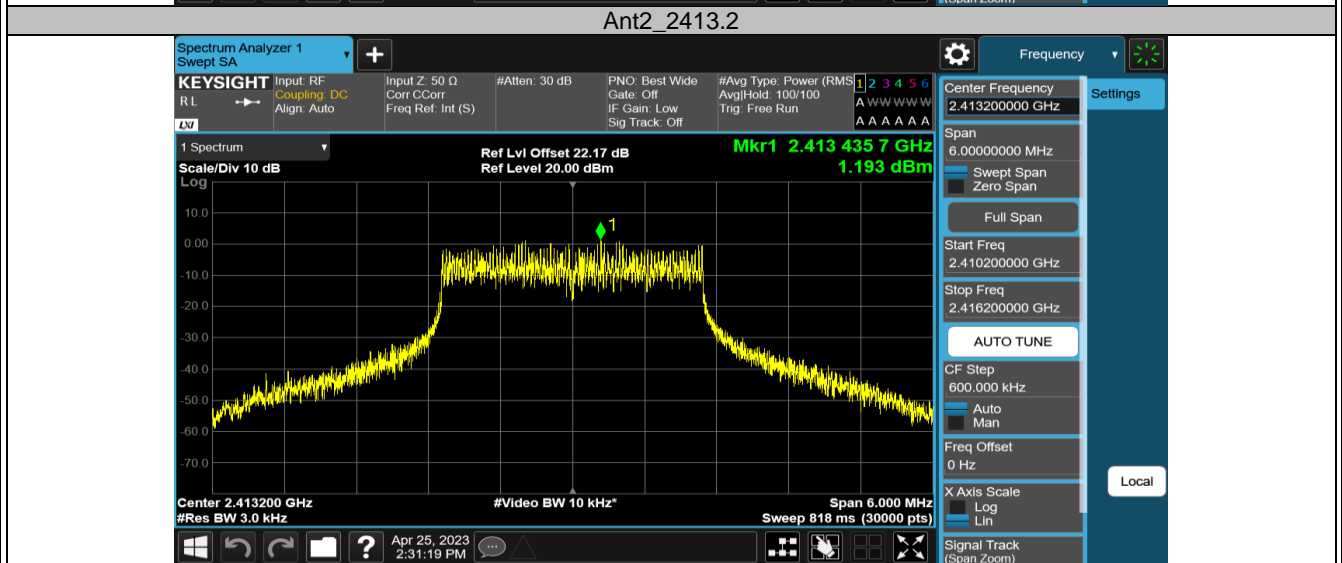 (Span Zoom)
Ant2_2413.2
Spectrum Analyzer 1
Swept SA
+
Frequency
KEYSIGHT
RL
LXI
Input: RF
Coupling: DC
Align: Auto
Input Z: 50 Ω
Corr CCorr
Freq Ref: Int (S)
#Atten: 30 dB
PNO: Best Wide
Gate: Off
IF Gain: Low
Sig Track: Off
#Avg Type: Power (RMS
Avg|Hold: 100/100
Trig: Free Run
1 2 3 4 5 6
A W W W W W
A A A A A A
1 Spectrum
Scale/Div 10 dB
Log
Ref Lvl Offset 22.17 dB
Ref Level 20.00 dBm
Mkr1 2.413 435 7 GHz
1.193 dBm
1
10.0
0.00
-10.0
-20.0
-30.0
-40.0
-50.0
-60.0
-70.0
Center 2.413200 GHz
#Res BW 3.0 kHz
#Video BW 10 kHz*
Span 6.000 MHz
Sweep 818 ms (30000 pts)
Center Frequency
2.413200000 GHz
Settings
Span
6.00000000 MHz
Swept Span
Zero Span
Full Span
Start Freq
2.410200000 GHz
Stop Freq
2.416200000 GHz
AUTO TUNE
CF Step
600.000 kHz
Auto
Man
Freq Offset
0 Hz
X Axis Scale
Log
Lin
Local
Signal Track
(Span Zoom)
?
Apr 25, 2023
2:31:19 PM